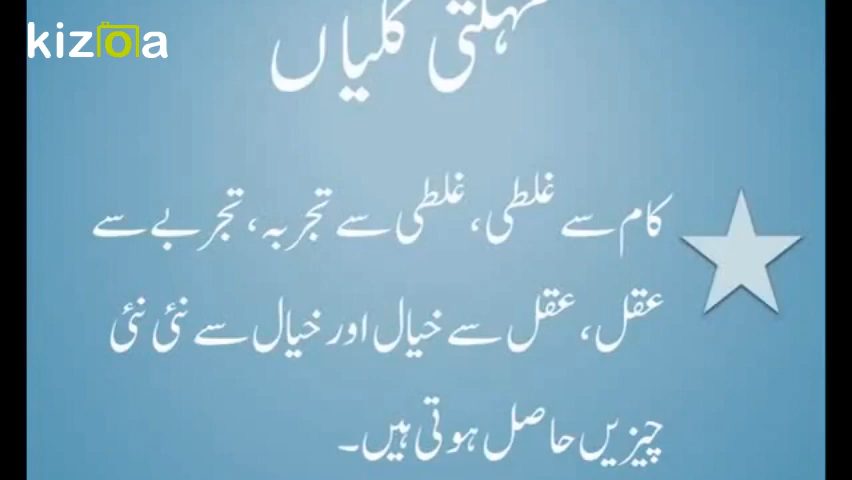 kizoa
مہکتی کلیاں
کام سے غلطی، غلطی سے تجربہ، تجربے سے
عقل، عقل سے خیال اور خیال سے نئی نئی
چیزیں حاصل ہوتی ہیں۔